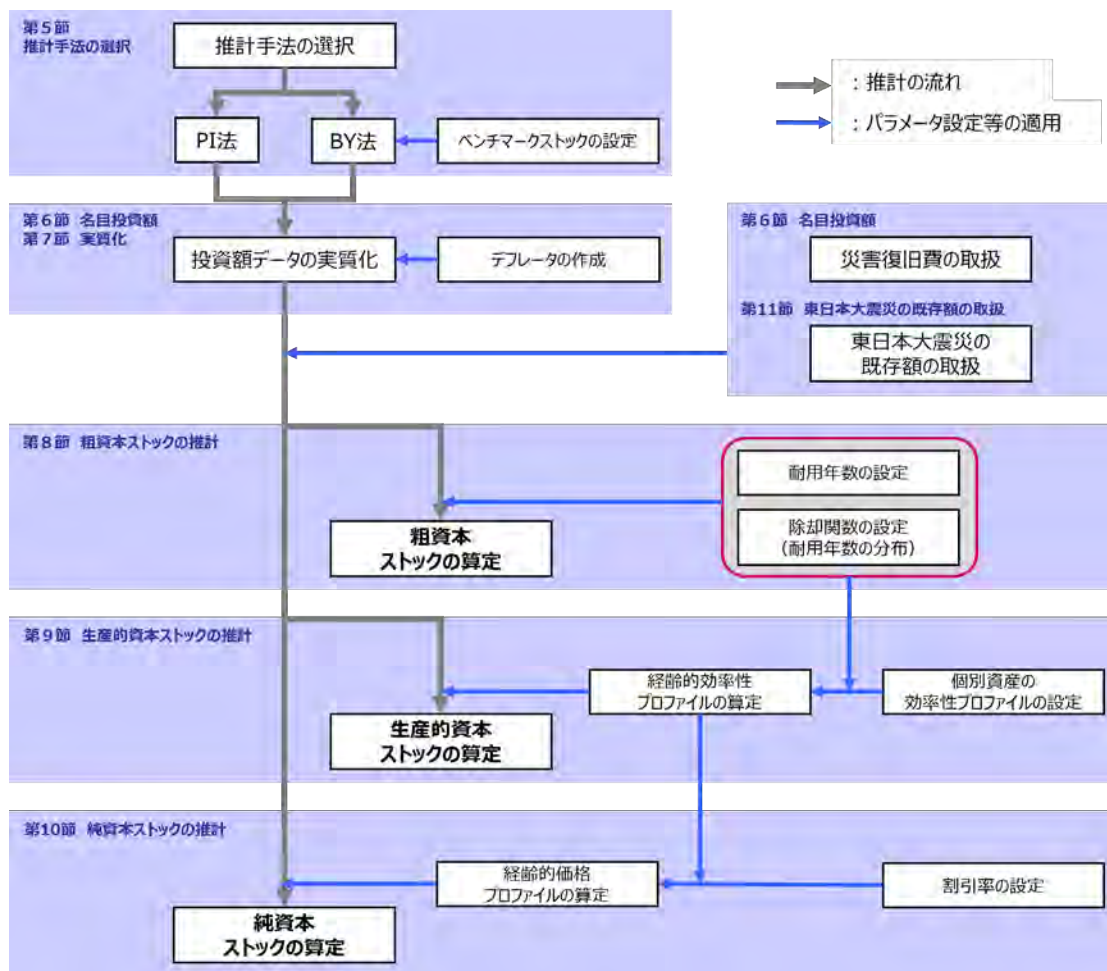 第5節
推計手法の選択
推計手法の選択
PI法
BY法
ベンチマークストックの設定
：推計の流れ
：パラメータ設定等の適用
第6節 名目投資額
第7節 実質化
投資額データの実質化
デフレータの作成
第6節 名目投資額
災害復旧費の取扱
第11節 東日本大震災の既存額の取扱
東日本大震災の
既存額の取扱
第8節 粗資本ストックの推計
耐用年数の設定
除却関数の設定
（耐用年数の分布）
粗資本
ストックの算定
第9節 生産的資本ストックの推計
経齢的効率性
プロファイルの算定
個別資産の
効率性プロファイルの設定
生産的資本
ストックの算定
第10節 純資本ストックの推計
経齢的価格
プロファイルの算定
割引率の設定
純資本
ストックの算定